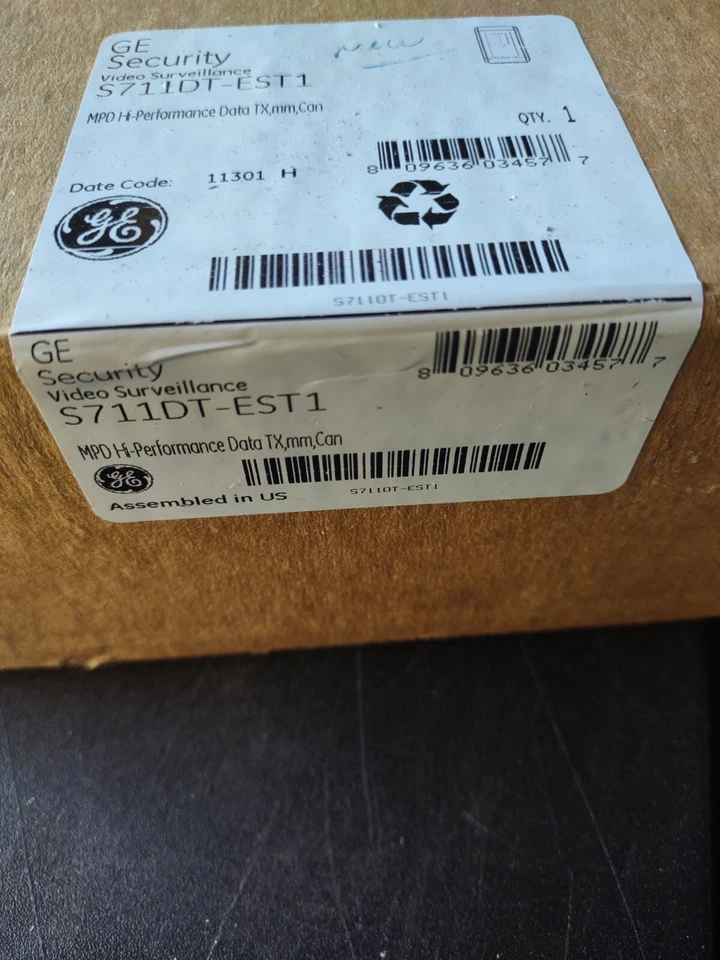 GE
Security
new
Video Surveillance
S711DT-EST1
MPD Hi-Performance Data TX,mm,Can
QTY. 1
8 09636 03457 7
Date Code: 11301 H
GE
S711DT-EST1
GE
Security
Video Surveillance
S711DT-EST1
8 09636 03457 7
MPD Hi-Performance Data TX,mm,Can
GE
Assembled in US
S711DT-EST1